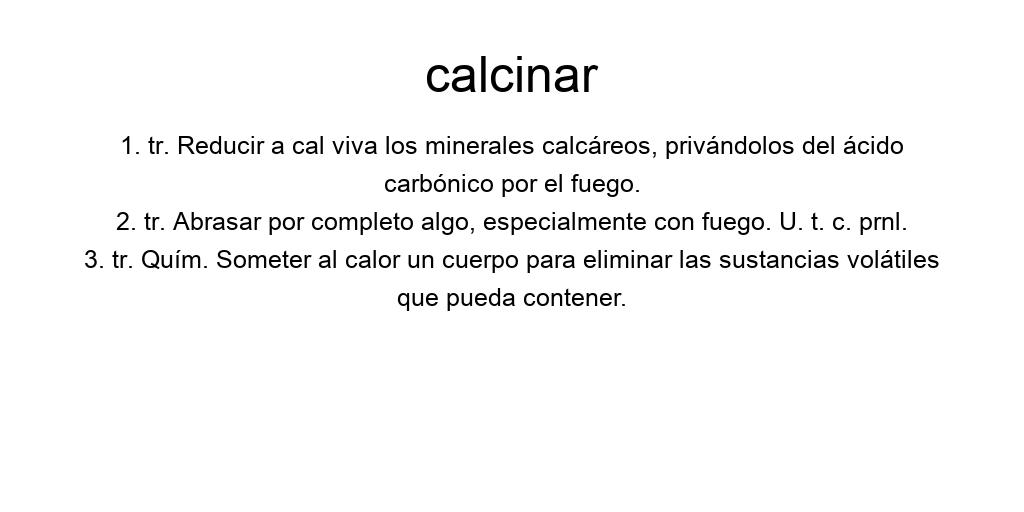 calcinar
1. tr. Reducir a cal viva los minerales calcáreos, privándolos del ácido
carbónico por el fuego.
2. tr. Abrasar por completo algo, especialmente con fuego. U. t. c. prnl.
3. tr. Quím. Someter al calor un cuerpo para eliminar las sustancias volátiles
que pueda contener.